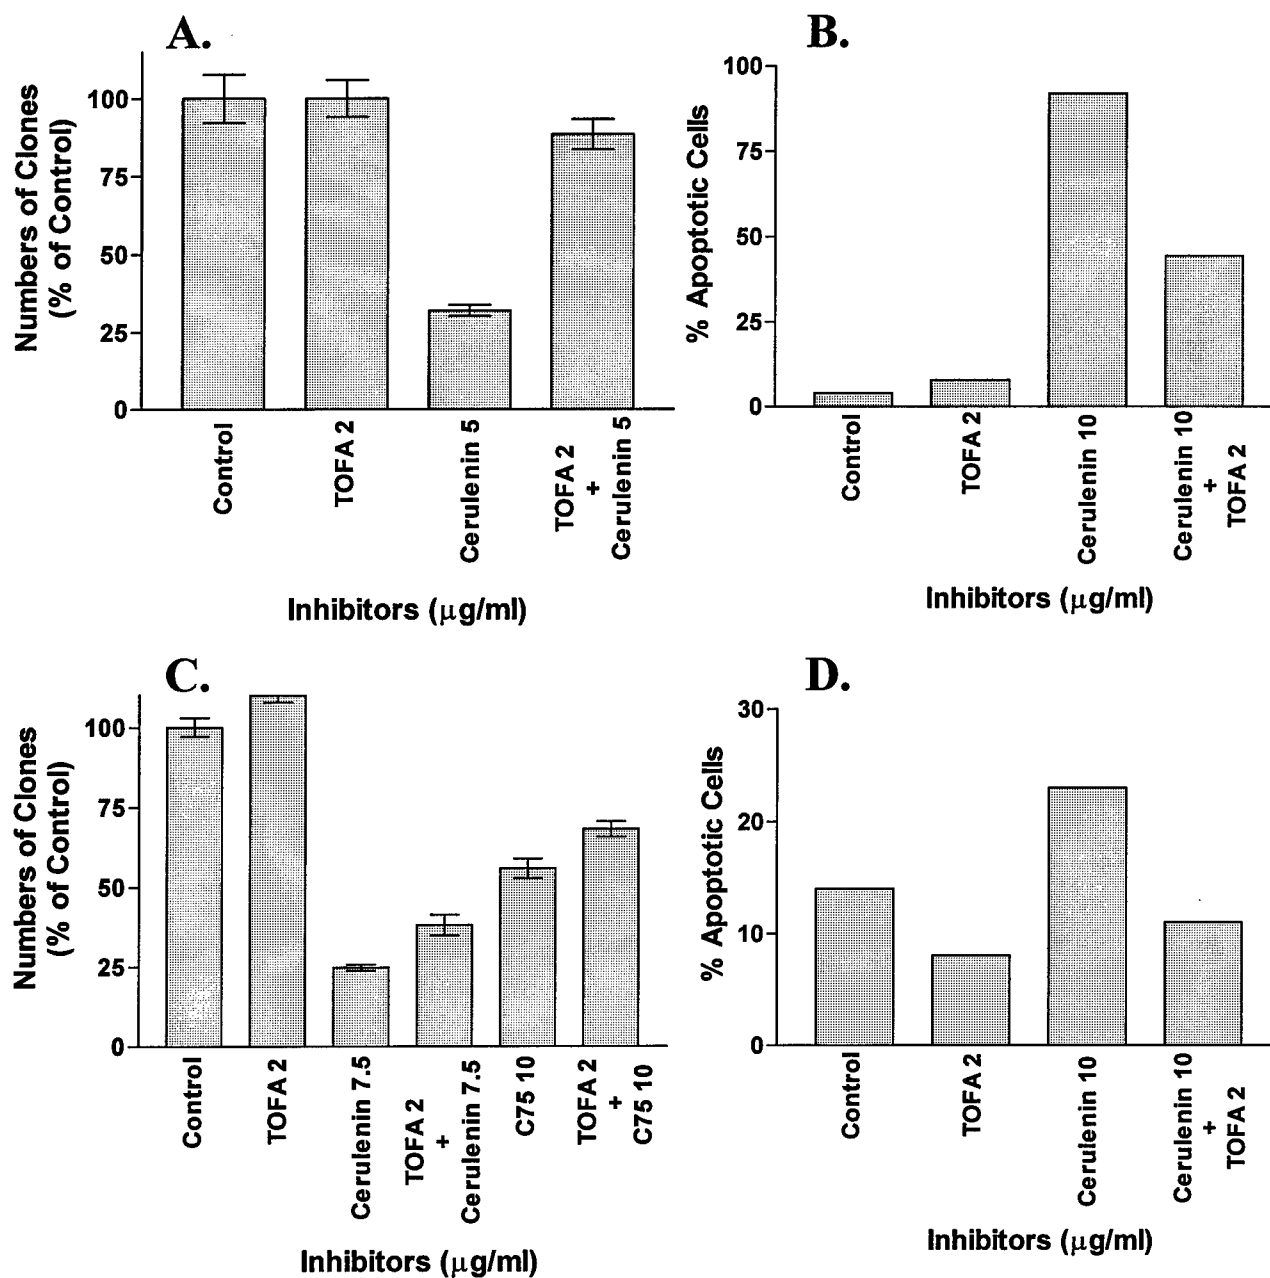 A.
Numbers of Clones
(% of Control)
100
75
50
25
0
Control
TOFA 2
Cerulenin 5
TOFA 2
+
Cerulenin 5
Inhibitors (μg/ml)
B.
% Apoptotic Cells
100
75
50
25
0
Control
TOFA 2
Cerulenin 10
Cerulenin 10
+
TOFA 2
Inhibitors (μg/ml)
C.
Numbers of Clones
(% of Control)
100
75
50
25
0
Control
TOFA 2
Cerulenin 7.5
TOFA 2
+
Cerulenin 7.5
C75 10
TOFA 2
+
C75 10
Inhibitors (μg/ml)
D.
% Apoptotic Cells
30
20
10
0
Control
TOFA 2
Cerulenin 10
Cerulenin 10
+
TOFA 2
Inhibitors (μg/ml)